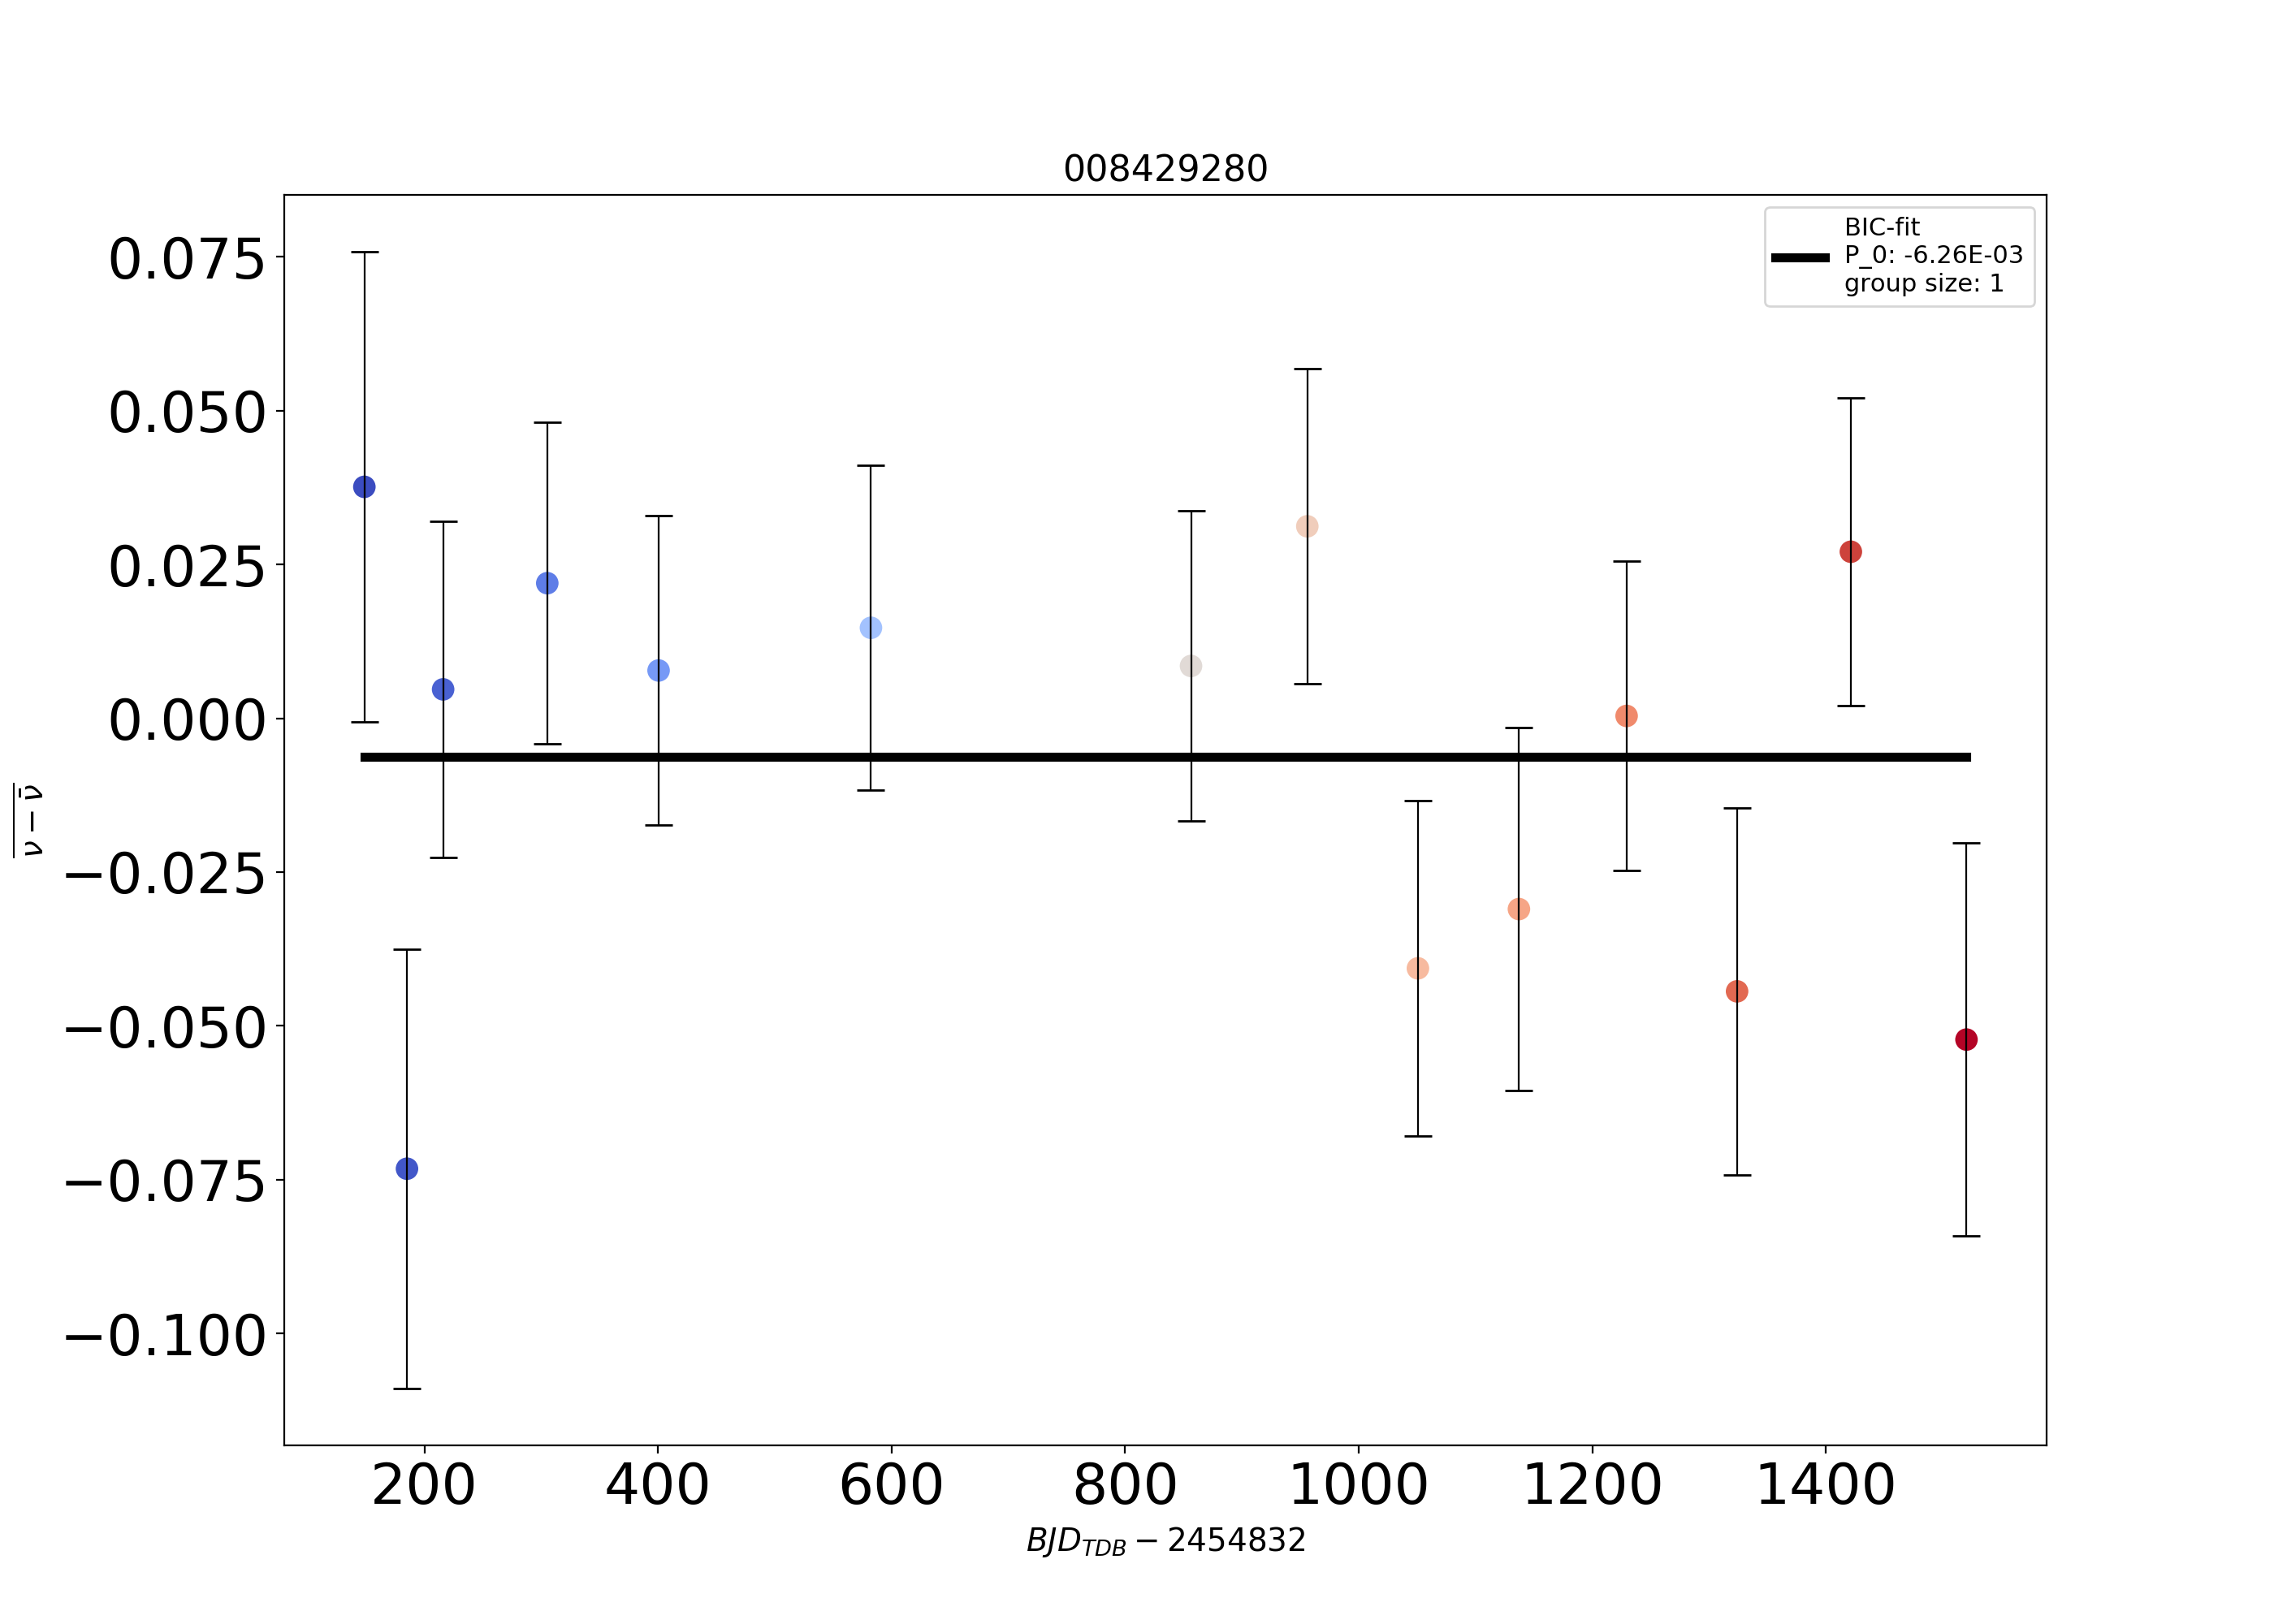 008429280
BIC-fit
P_0: -6.26E-03
group size: 1
0.075
0.050
0.025
0.000
−0.025
−0.050
−0.075
−0.100
ν − ν̄
200 400 600 800 1000 1200 1400
BJD_TDB − 2454832